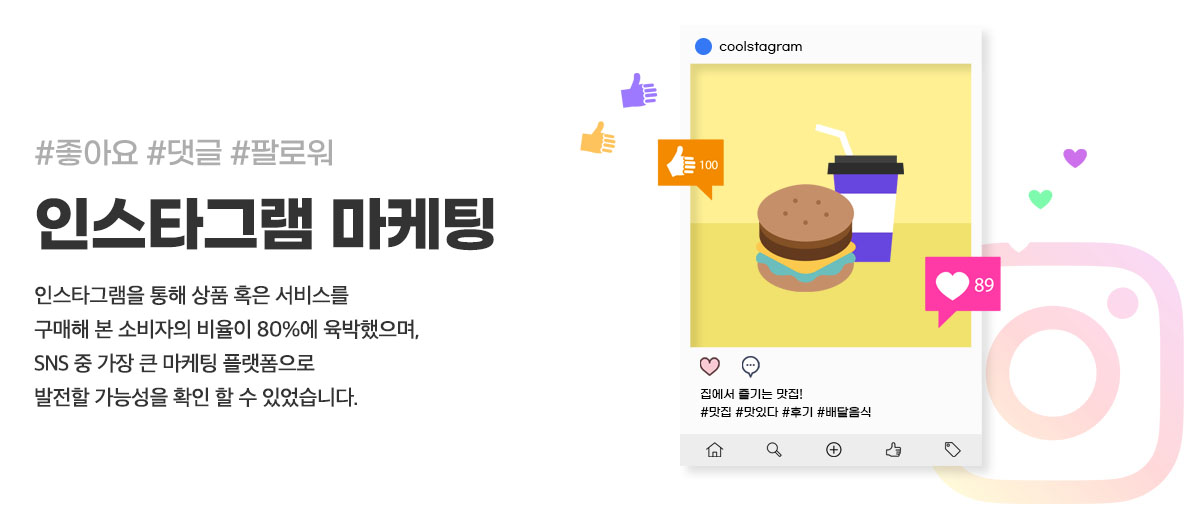 #좋아요 #댓글 #팔로워
인스타그램 마케팅
인스타그램을 통해 상품 혹은 서비스를
구매해 본 소비자의 비율이 80%에 육박했으며,
SNS 중 가장 큰 마케팅 플랫폼으로
발전할 가능성을 확인 할 수 있었습니다.
coolstagram
100
89
집에서 즐기는 맛집!
#맛집 #맛있다 #후기 #배달음식